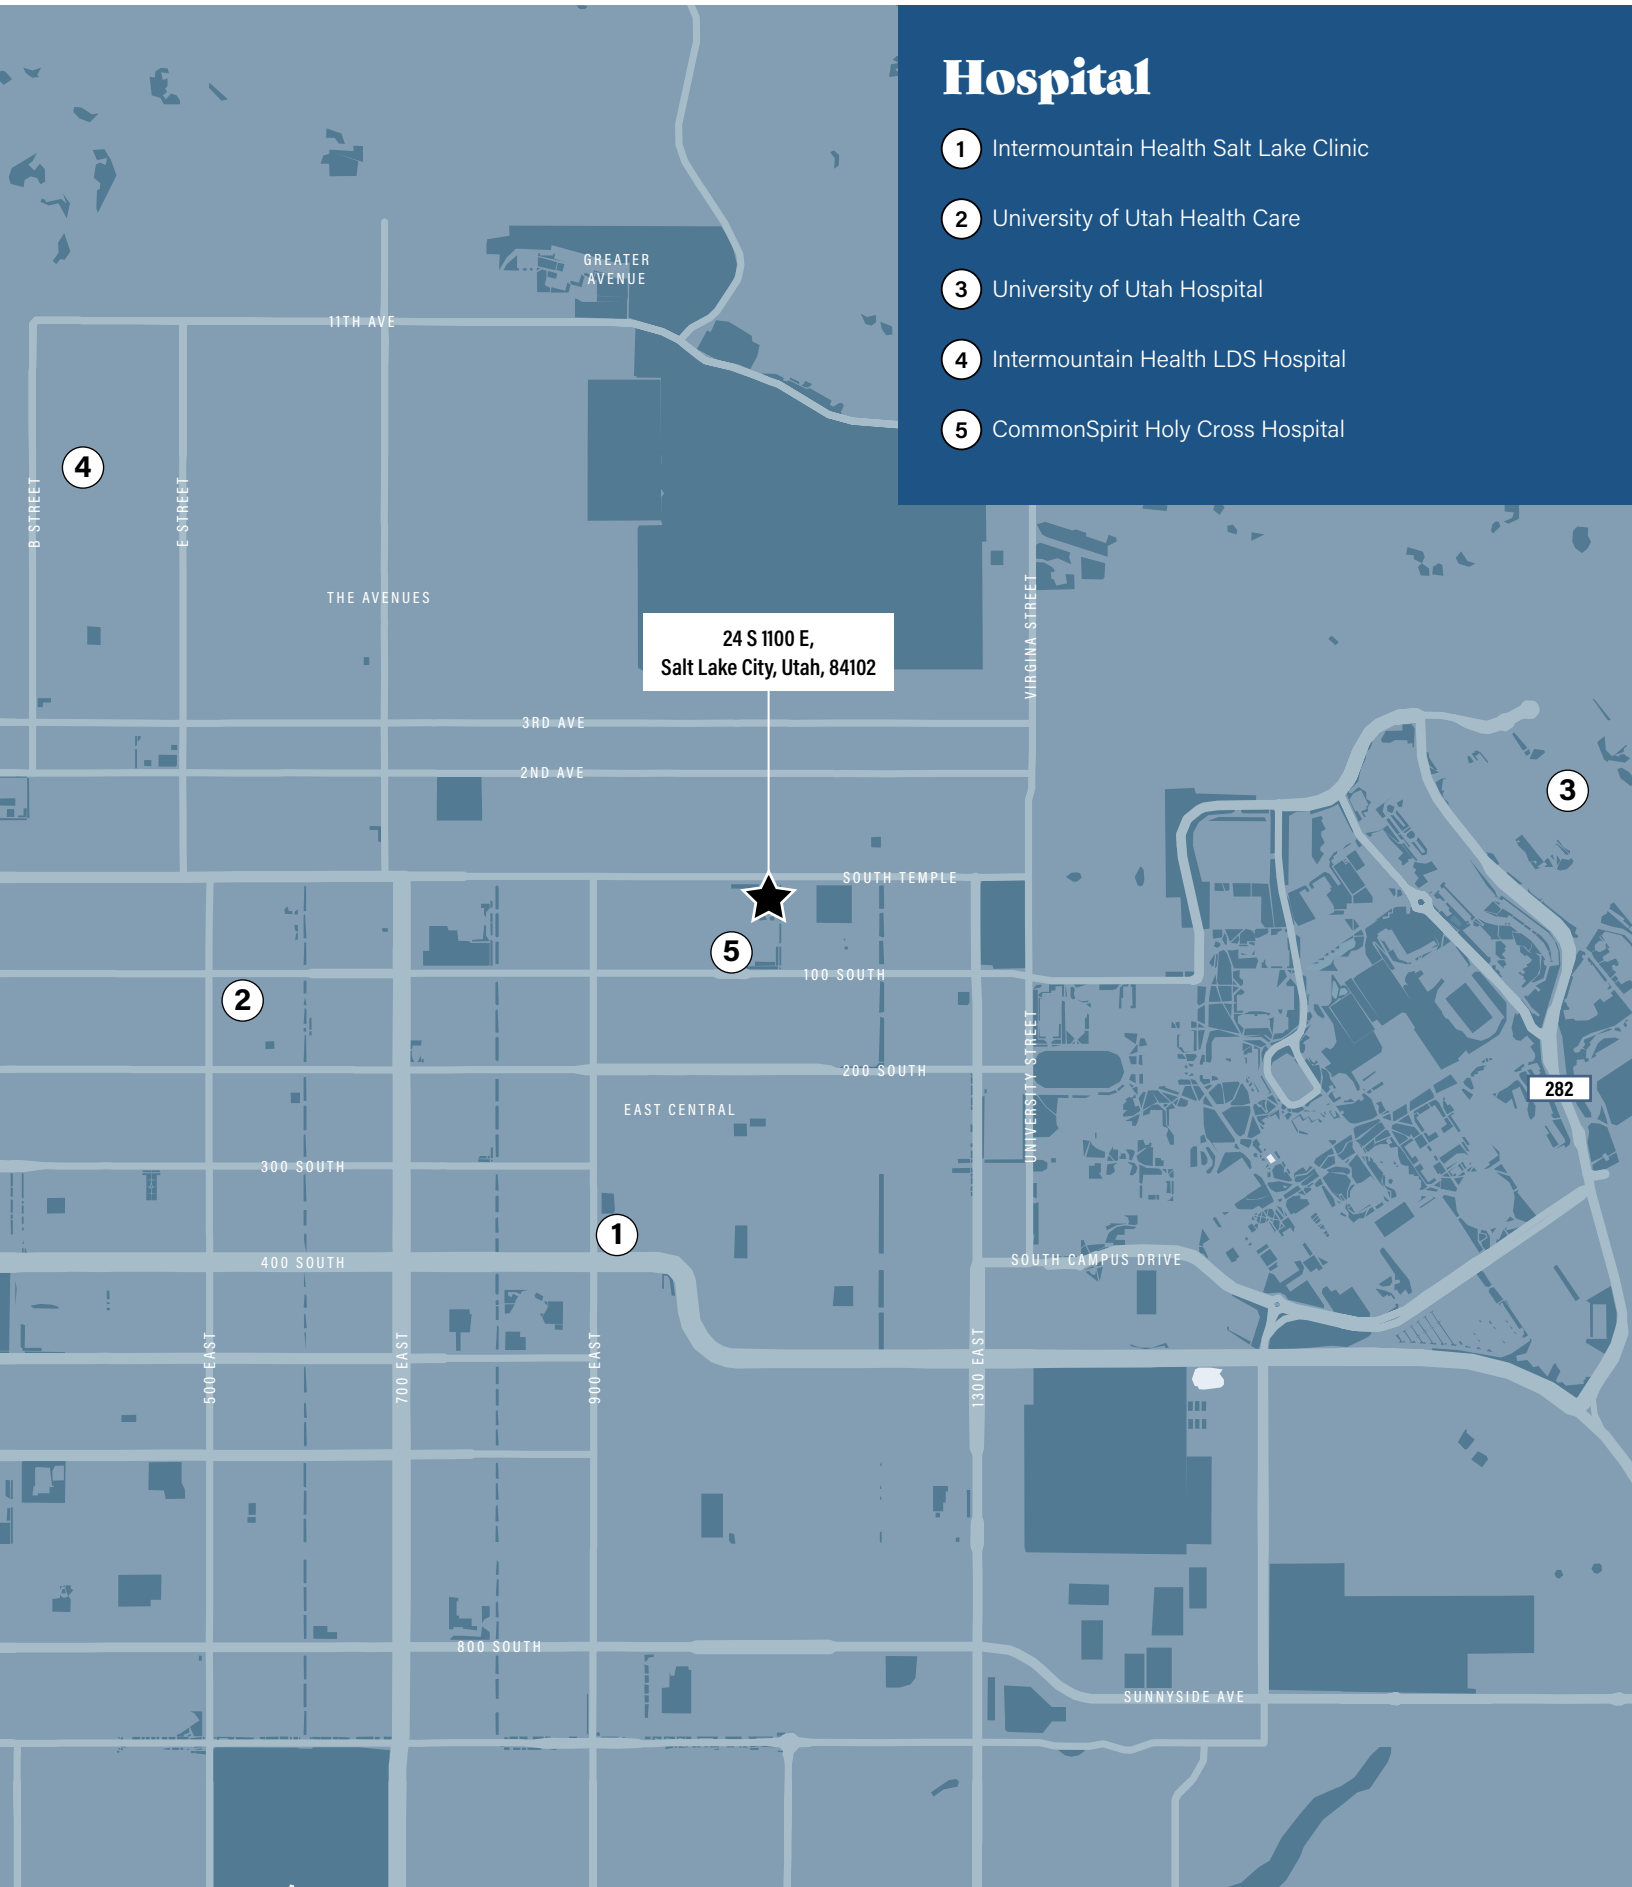 Hospital
1 Intermountain Health Salt Lake Clinic
2 University of Utah Health Care
3 University of Utah Hospital
4 Intermountain Health LDS Hospital
5 CommonSpirit Holy Cross Hospital
GREATER
AVENUE
11TH AVE
4
B STREET
E STREET
THE AVENUES
VIRGINA STREET
24 S 1100 E,
Salt Lake City, Utah, 84102
3RD AVE
2ND AVE
3
SOUTH TEMPLE
5
100 SOUTH
2
UNIVERSITY STREET
200 SOUTH
282
EAST CENTRAL
300 SOUTH
1
400 SOUTH
SOUTH CAMPUS DRIVE
500 EAST
700 EAST
900 EAST
1300 EAST
800 SOUTH
SUNNYSIDE AVE